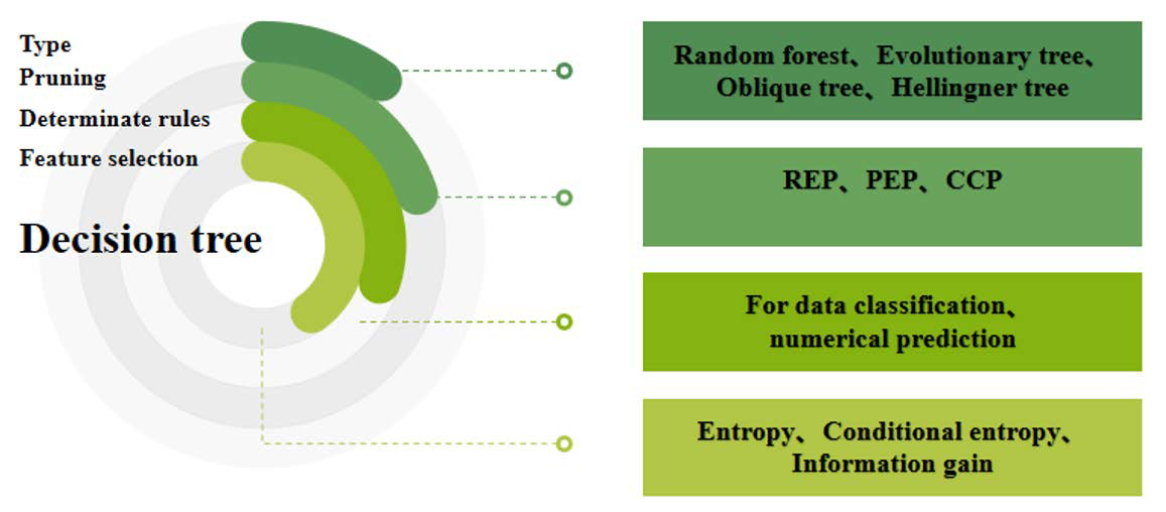 Type
Pruning
Determinate rules
Feature selection
Decision tree
Random forest、Evolutionary tree、
Oblique tree、Hellingner tree
REP、PEP、CCP
For data classification、
numerical prediction
Entropy、Conditional entropy、
Information gain